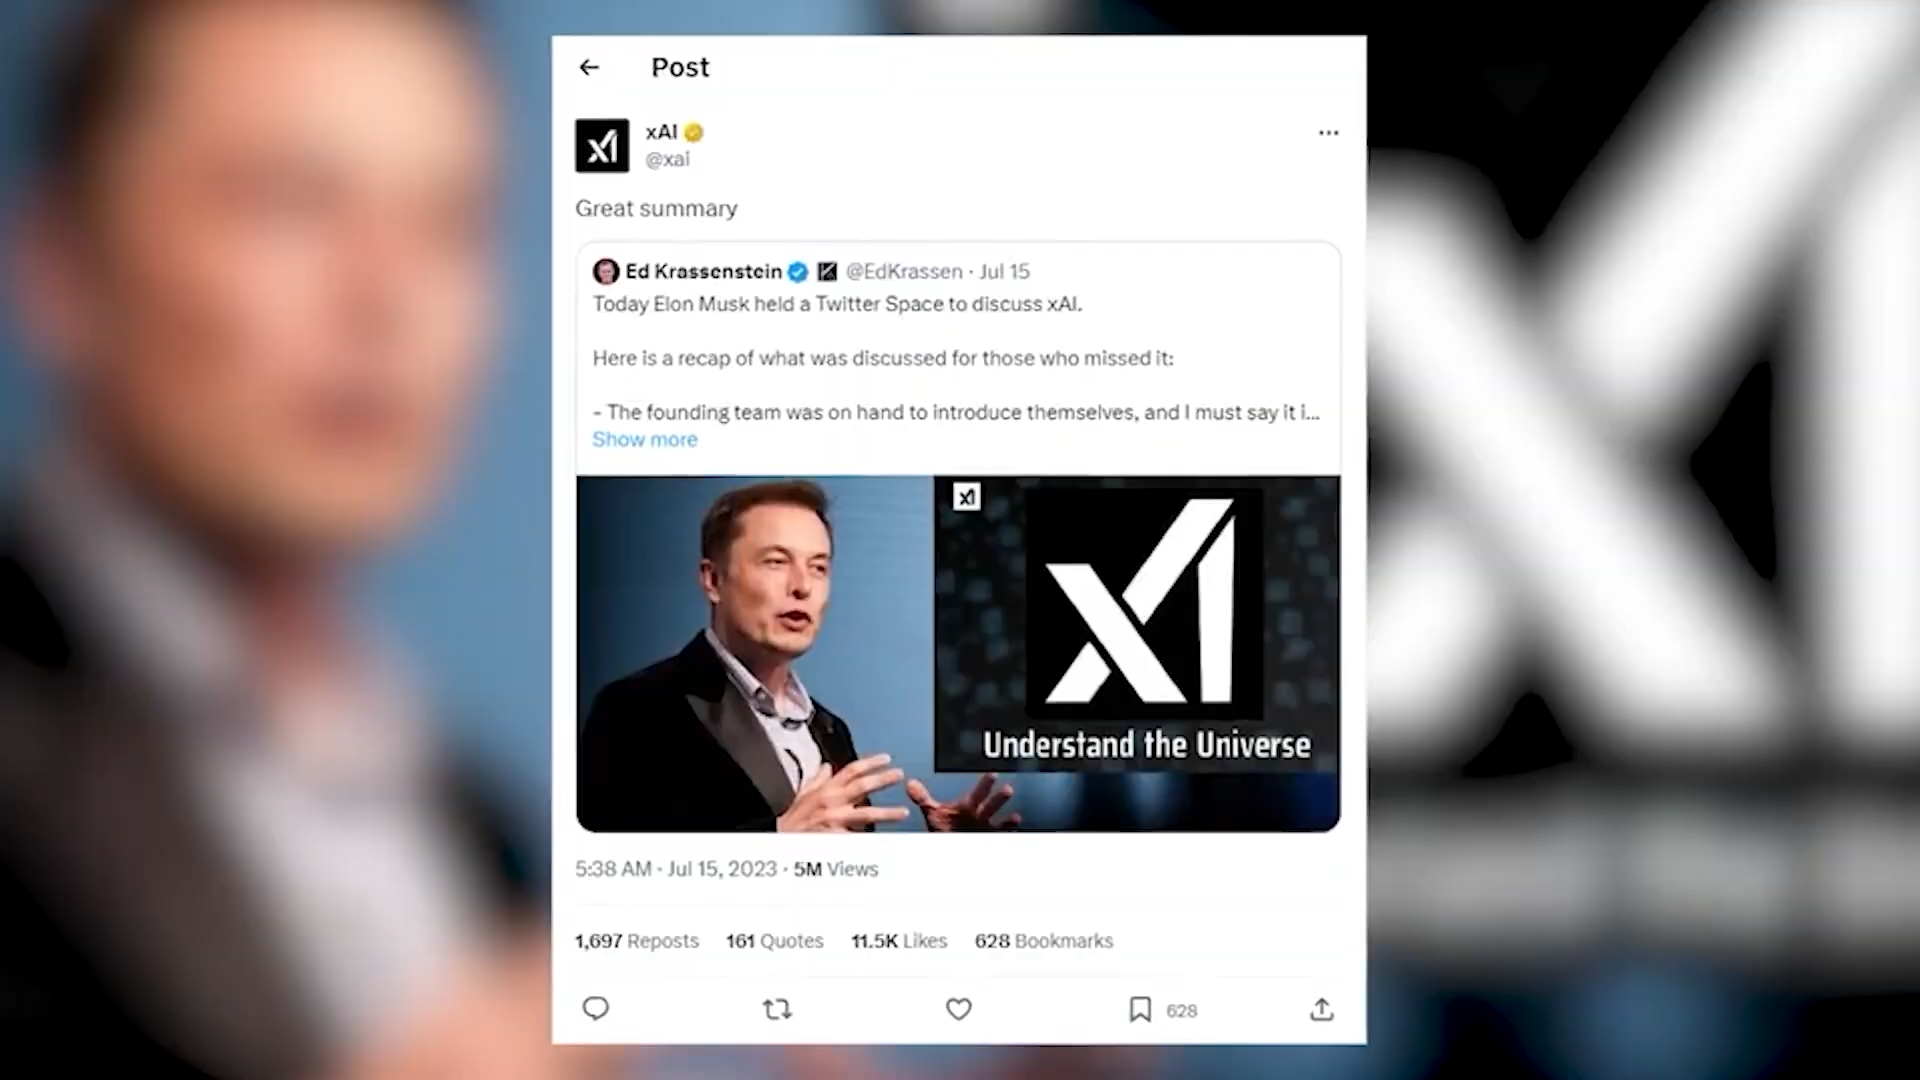 Post
xAI
@xai
Great summary
Ed Krassenstein @EdKrassen · Jul 15
Today Elon Musk held a Twitter Space to discuss xAI.
Here is a recap of what was discussed for those who missed it:
- The founding team was on hand to introduce themselves, and I must say it i...
Show more
Understand the Universe
5:38 AM · Jul 15, 2023 · 5M Views
1,697 Reposts 161 Quotes 11.5K Likes 628 Bookmarks
628